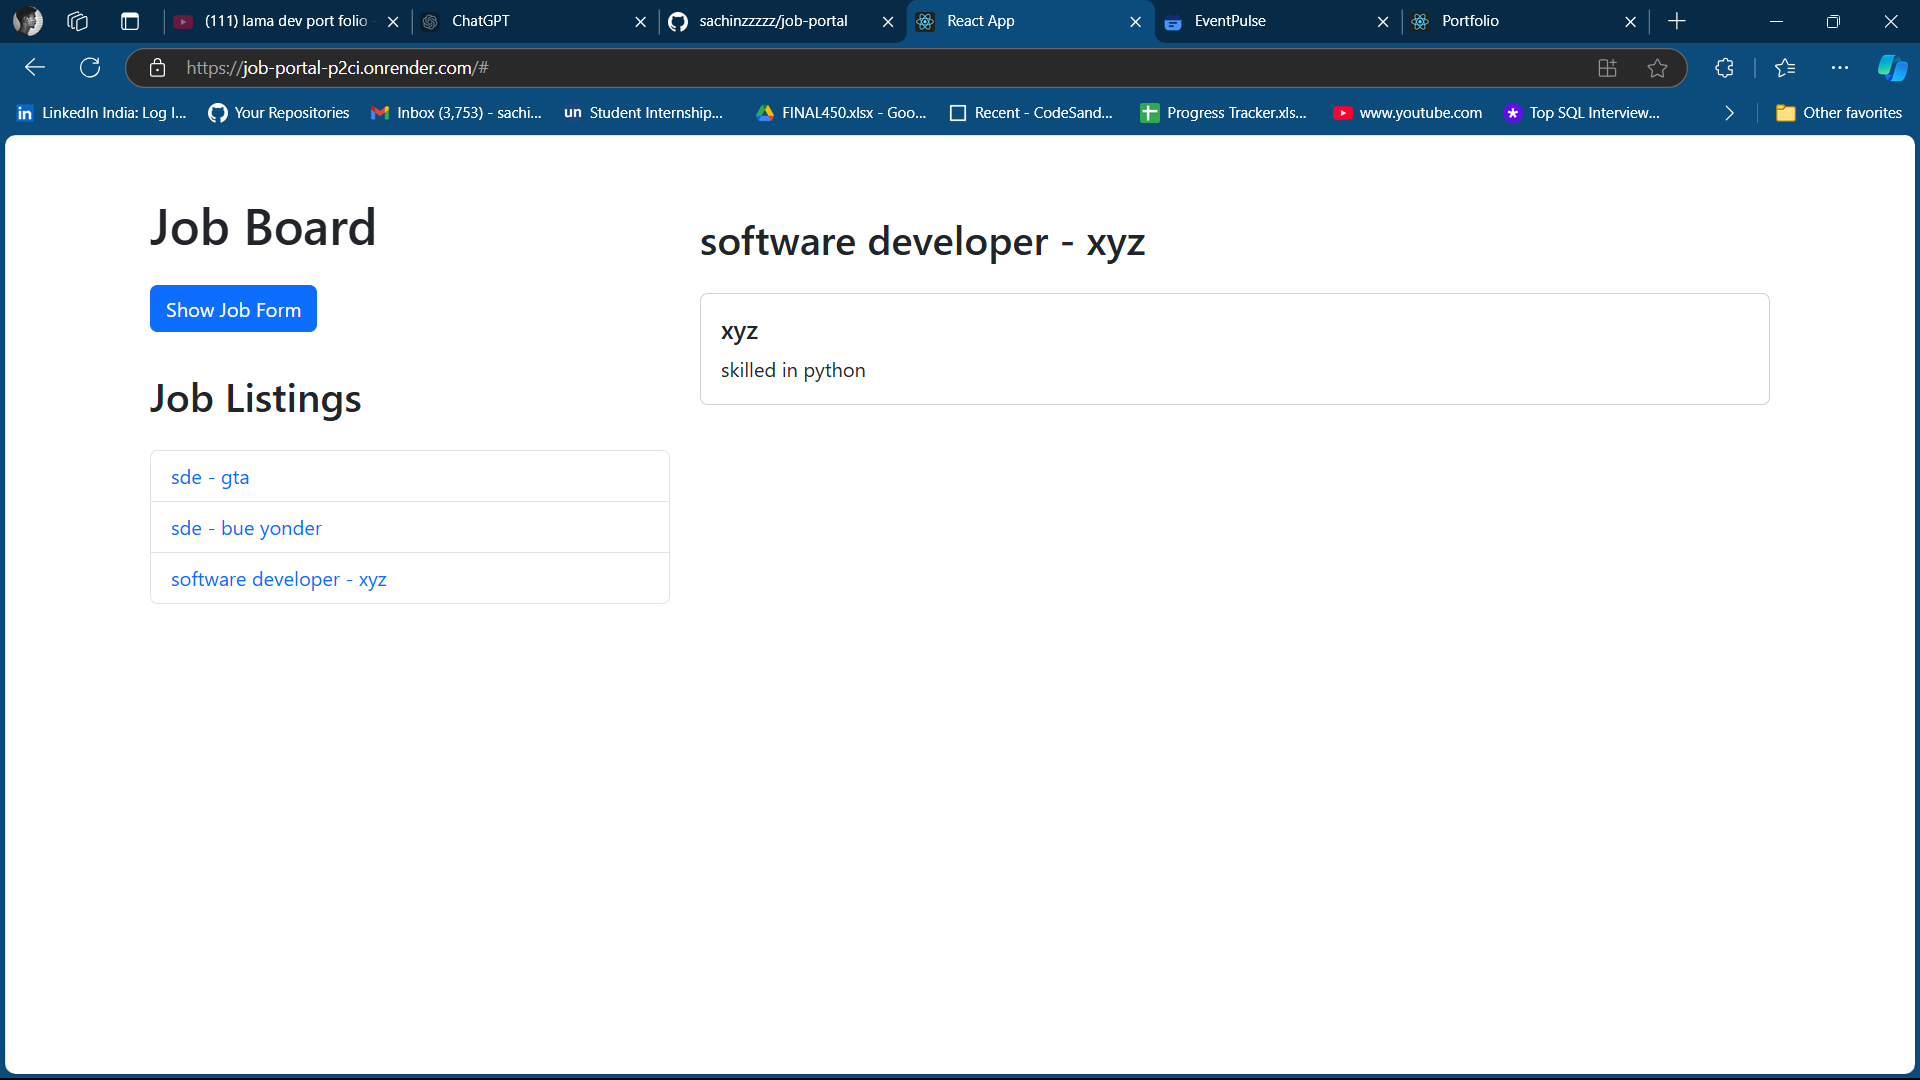 (111) lama dev port folio
ChatGPT
sachinzzzzz/job-portal
React App
EventPulse
Portfolio
https://job-portal-p2ci.onrender.com/#
in LinkedIn India: Log I...
Your Repositories
Inbox (3,753) - sachi...
un Student Internship...
FINAL450.xlsx - Goo...
Recent - CodeSand...
Progress Tracker.xls...
www.youtube.com
Top SQL Interview...
Other favorites
Job Board
Show Job Form
Job Listings
sde - gta
sde - bue yonder
software developer - xyz
software developer - xyz
xyz
skilled in python